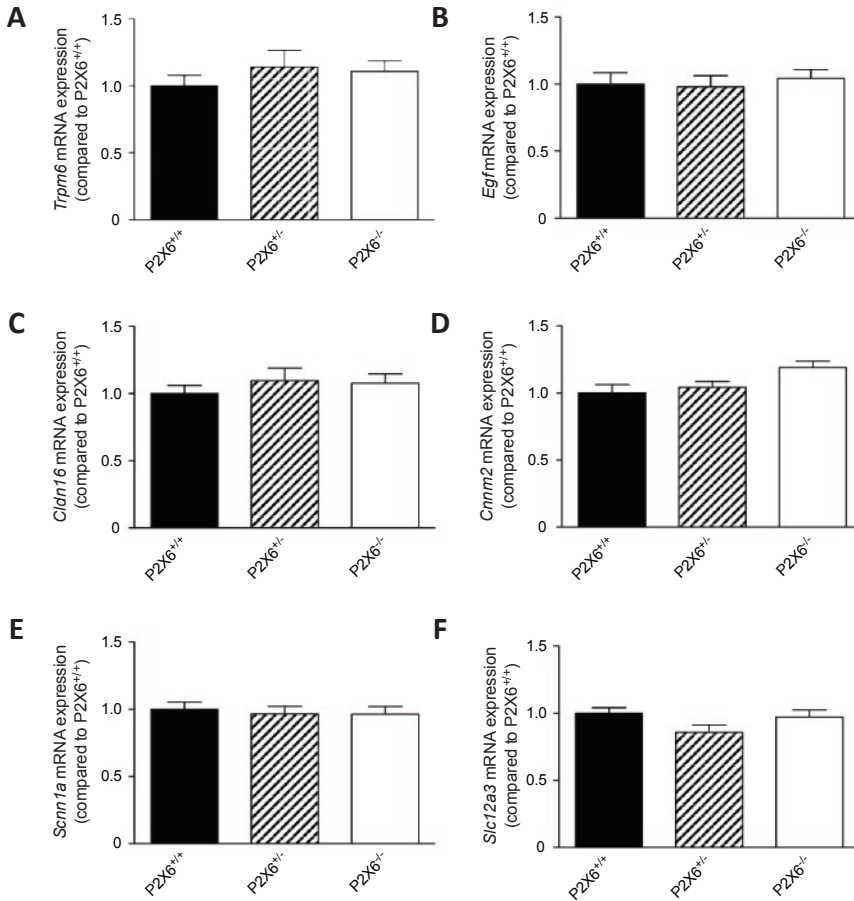 A
Trpm6 mRNA expression
(compared to P2X6+/+)
1.5
1.0
0.5
0
P2X6+/+
P2X6+/-
P2X6-/-
B
Egf mRNA expression
(compared to P2X6+/+)
1.5
1.0
0.5
0
P2X6+/+
P2X6+/-
P2X6-/-
C
Cldn16 mRNA expression
(compared to P2X6+/+)
1.5
1.0
0.5
0
P2X6+/+
P2X6+/-
P2X6-/-
D
Cnnm2 mRNA expression
(compared to P2X6+/+)
1.5
1.0
0.5
0
P2X6+/+
P2X6+/-
P2X6-/-
E
Scnn1a mRNA expression
(compared to P2X6+/+)
1.5
1.0
0.5
0
P2X6+/+
P2X6+/-
P2X6-/-
F
Slc12a3 mRNA expression
(compared to P2X6+/+)
1.5
1.0
0.5
0
P2X6+/+
P2X6+/-
P2X6-/-